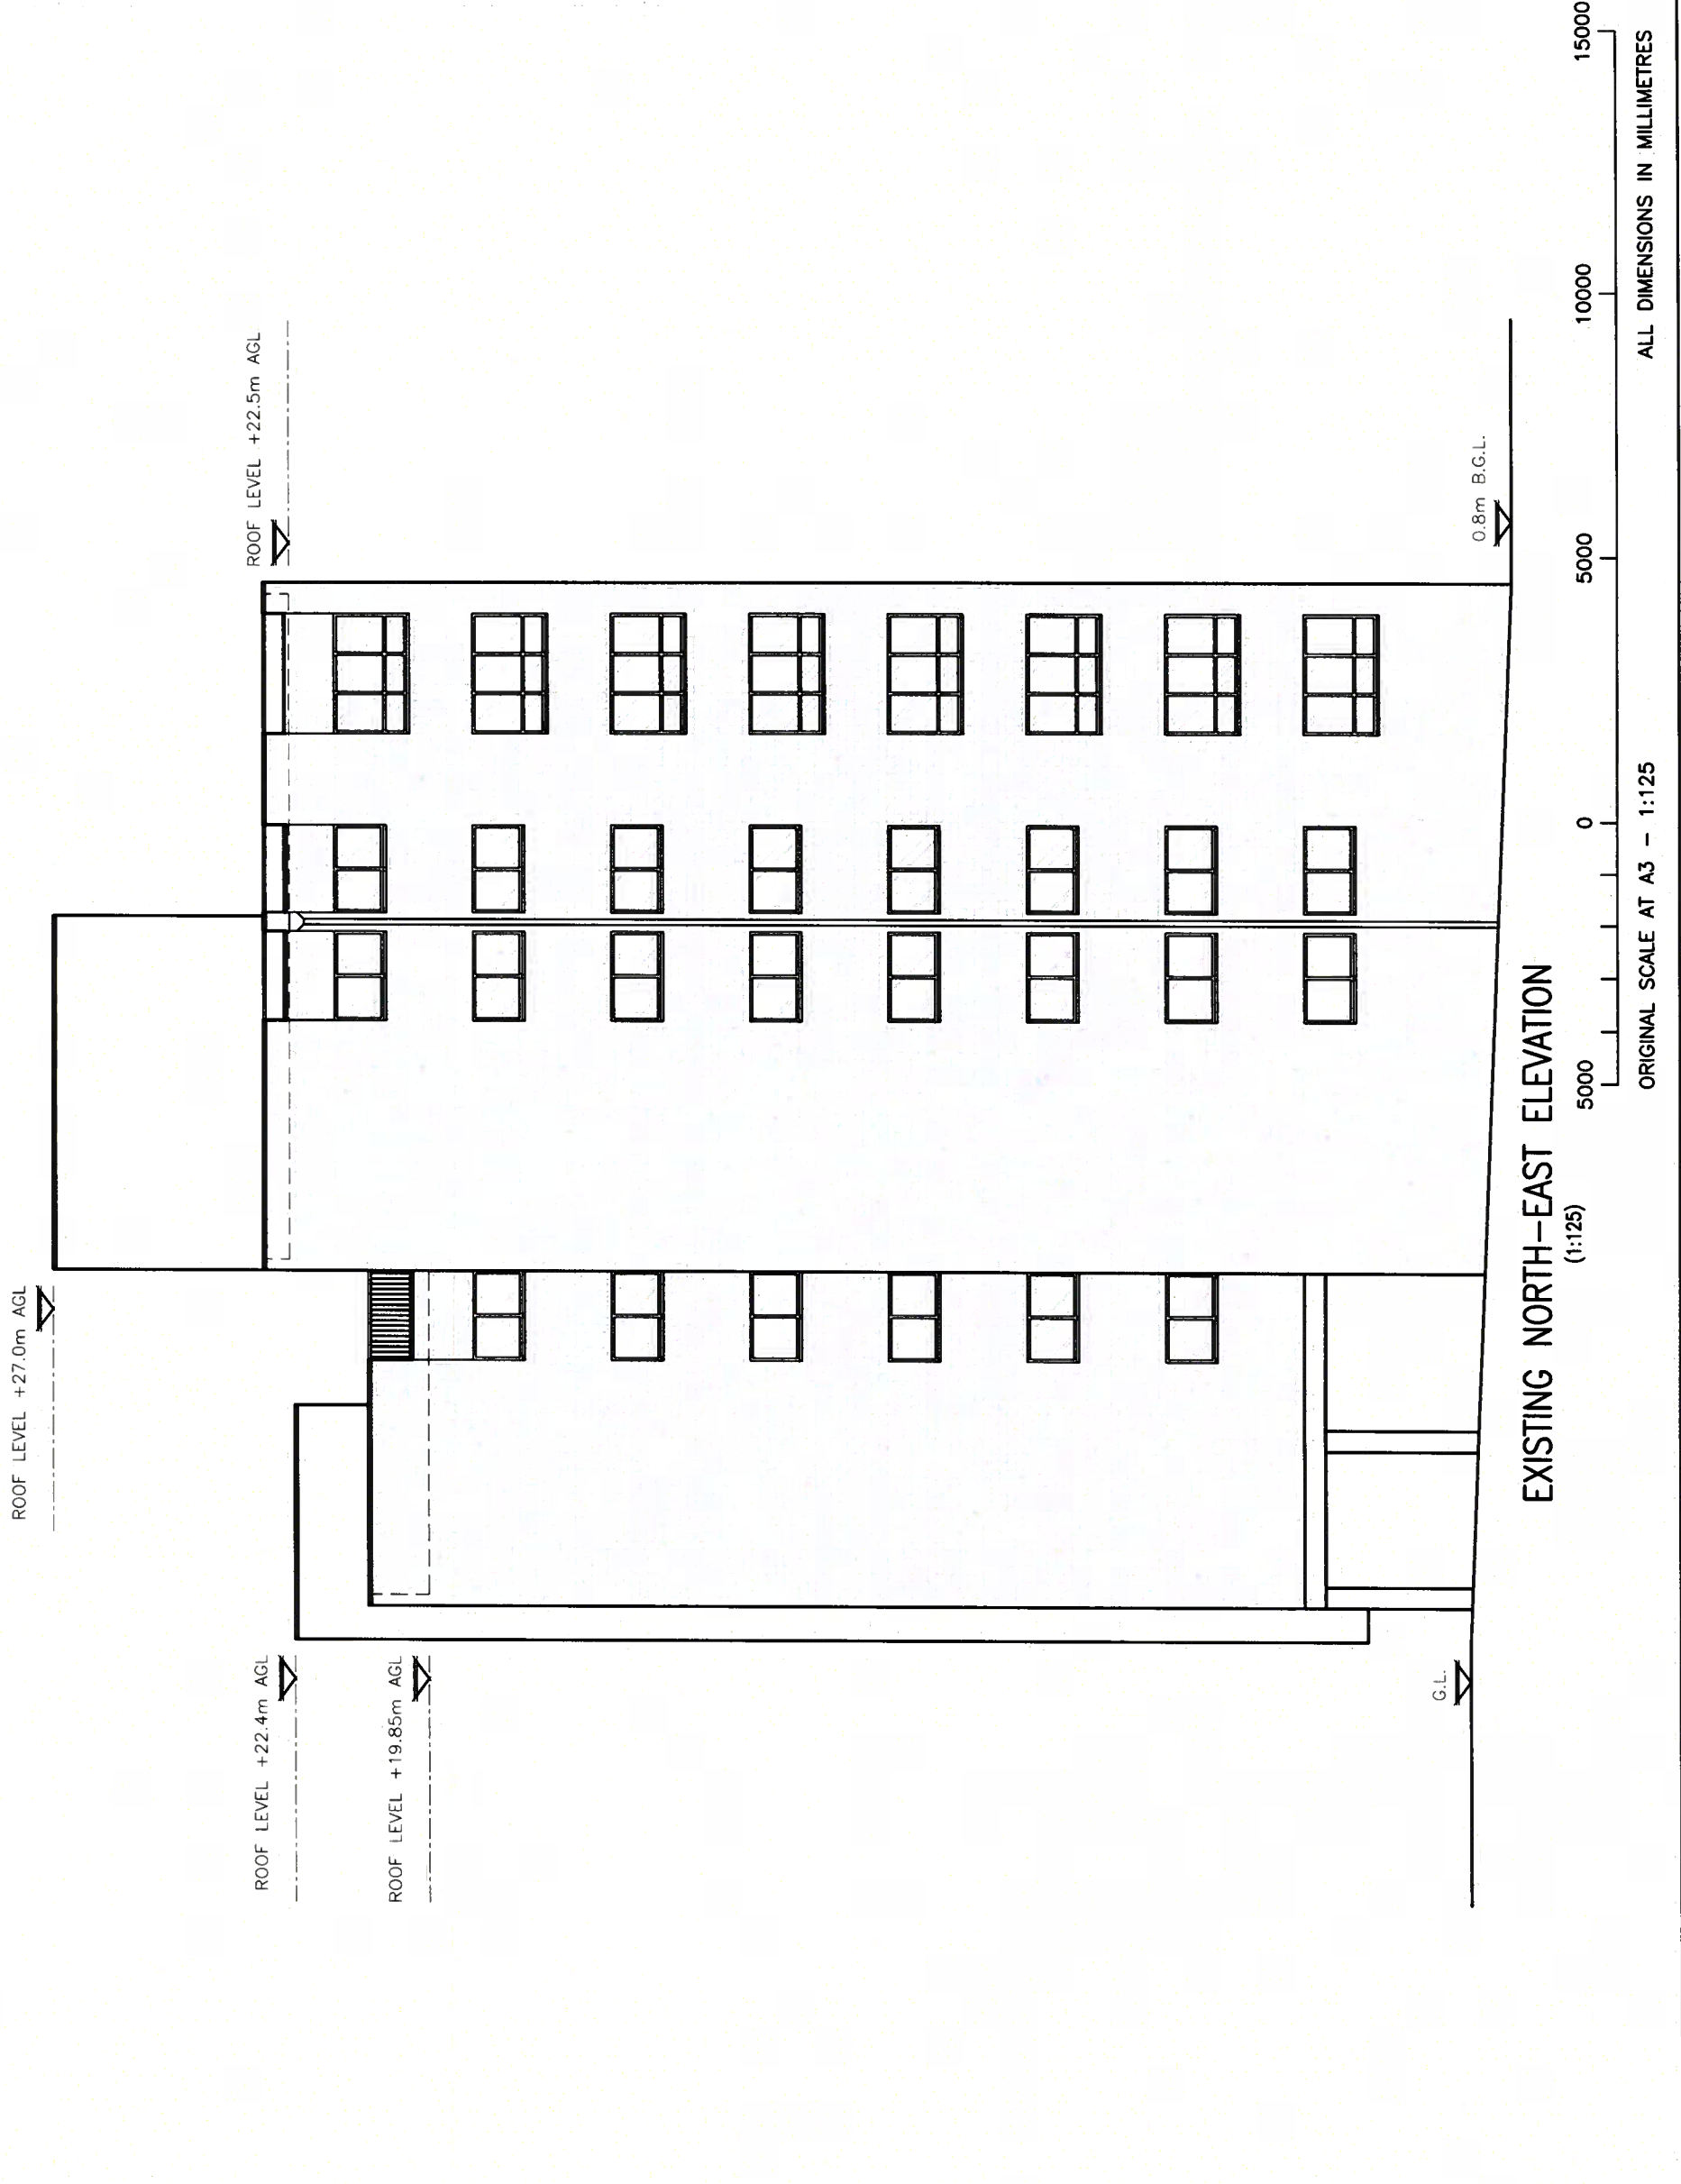 ROOF LEVEL +27.0m AGL
ROOF LEVEL +22.4m AGL
ROOF LEVEL +22.5m AGL
ROOF LEVEL +19.85m AGL
G.L.
0.8m B.G.L.
EXISTING NORTH-EAST ELEVATION
(1:125)
5000 0 5000 10000 15000
ORIGINAL SCALE AT A3 - 1:125 ALL DIMENSIONS IN MILLIMETRES